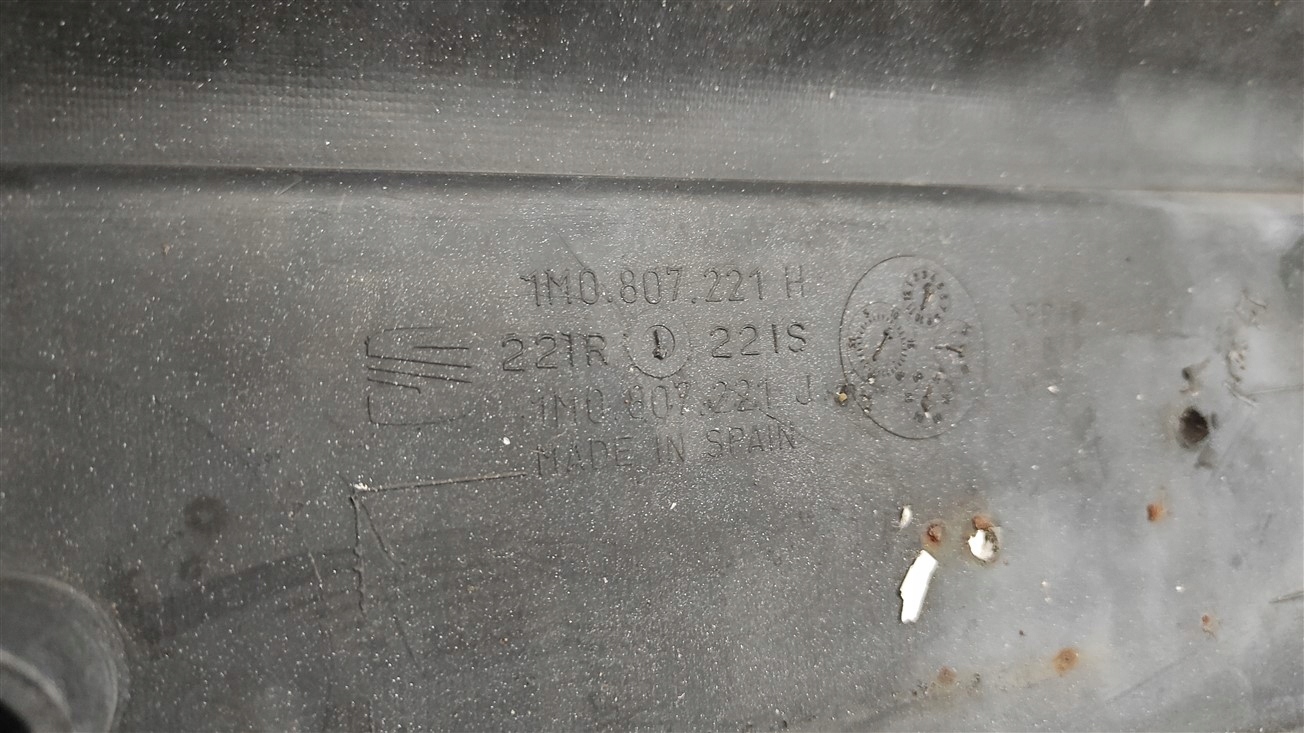 1M0.807.221 H
221R 221S
1M0.807.221 J
MADE IN SPAIN